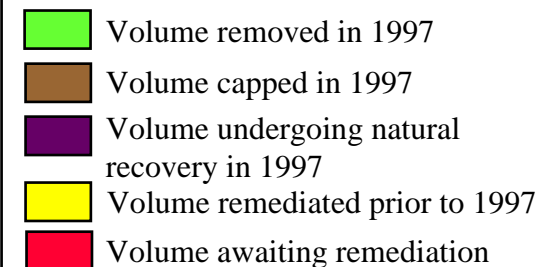 Volume removed in 1997
Volume capped in 1997
Volume undergoing natural
recovery in 1997
Volume remediated prior to 1997
Volume awaiting remediation